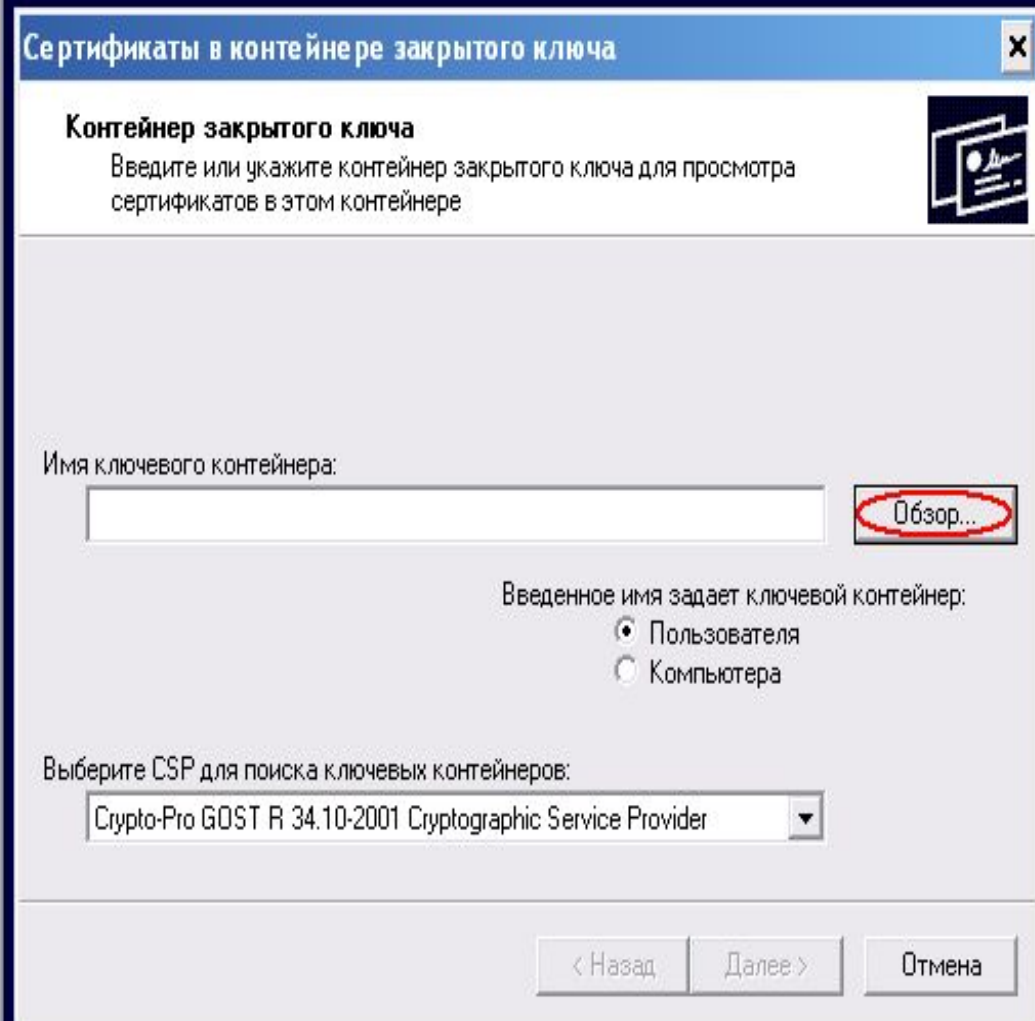 Сертификаты в контейнере закрытого ключа
Контейнер закрытого ключа
Введите или укажите контейнер закрытого ключа для просмотра
сертификатов в этом контейнере
Имя ключевого контейнера:
Обзор...
Введенное имя задает ключевой контейнер:
Пользователя
Компьютера
Выберите CSP для поиска ключевых контейнеров:
Crypto-Pro GOST R 34.10-2001 Cryptographic Service Provider
< Назад
Далее >
Отмена